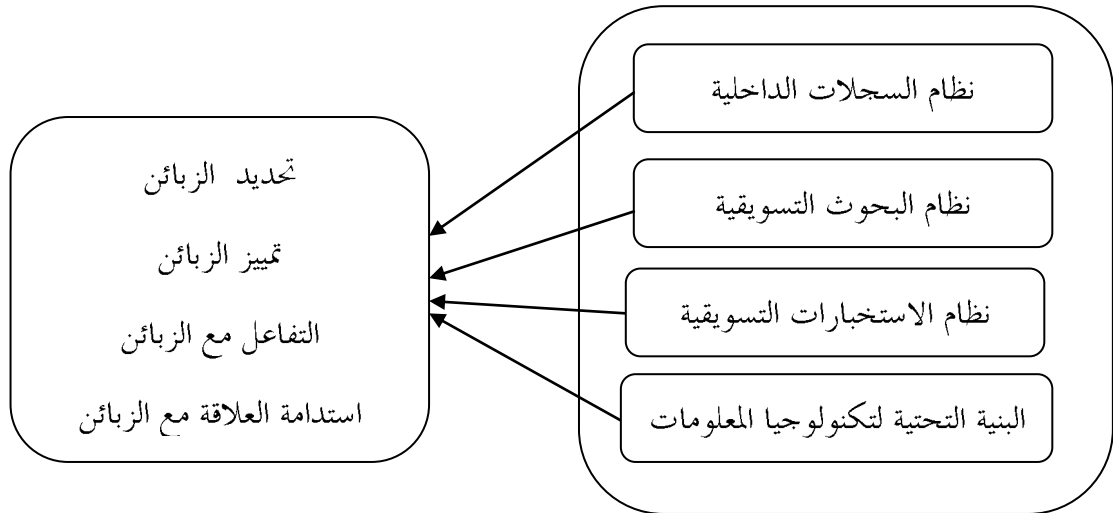 نظام السجلات الداخلية
نظام البحوث التسويقية
نظام الاستخبارات التسويقية
البنية التحتية لتكنولوجيا المعلومات
تحديد الزبائن
تمييز الزبائن
التفاعل مع الزبائن
استدامة العلاقة مع الزبائن